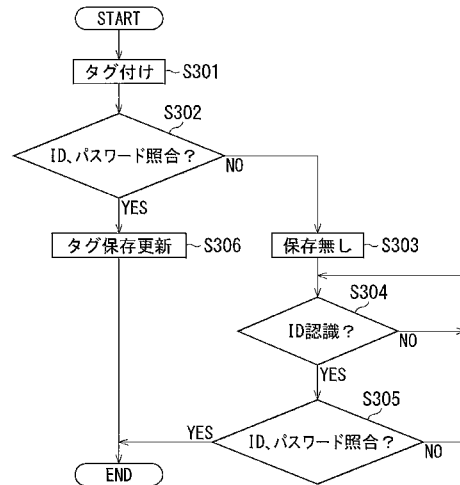 START
タグ付け S301
S302
ID、パスワード照合？
NO
YES
タグ保存更新 S306
保存無し S303
S304
ID認識？
NO
YES
S305
YES
ID、パスワード照合？
NO
END